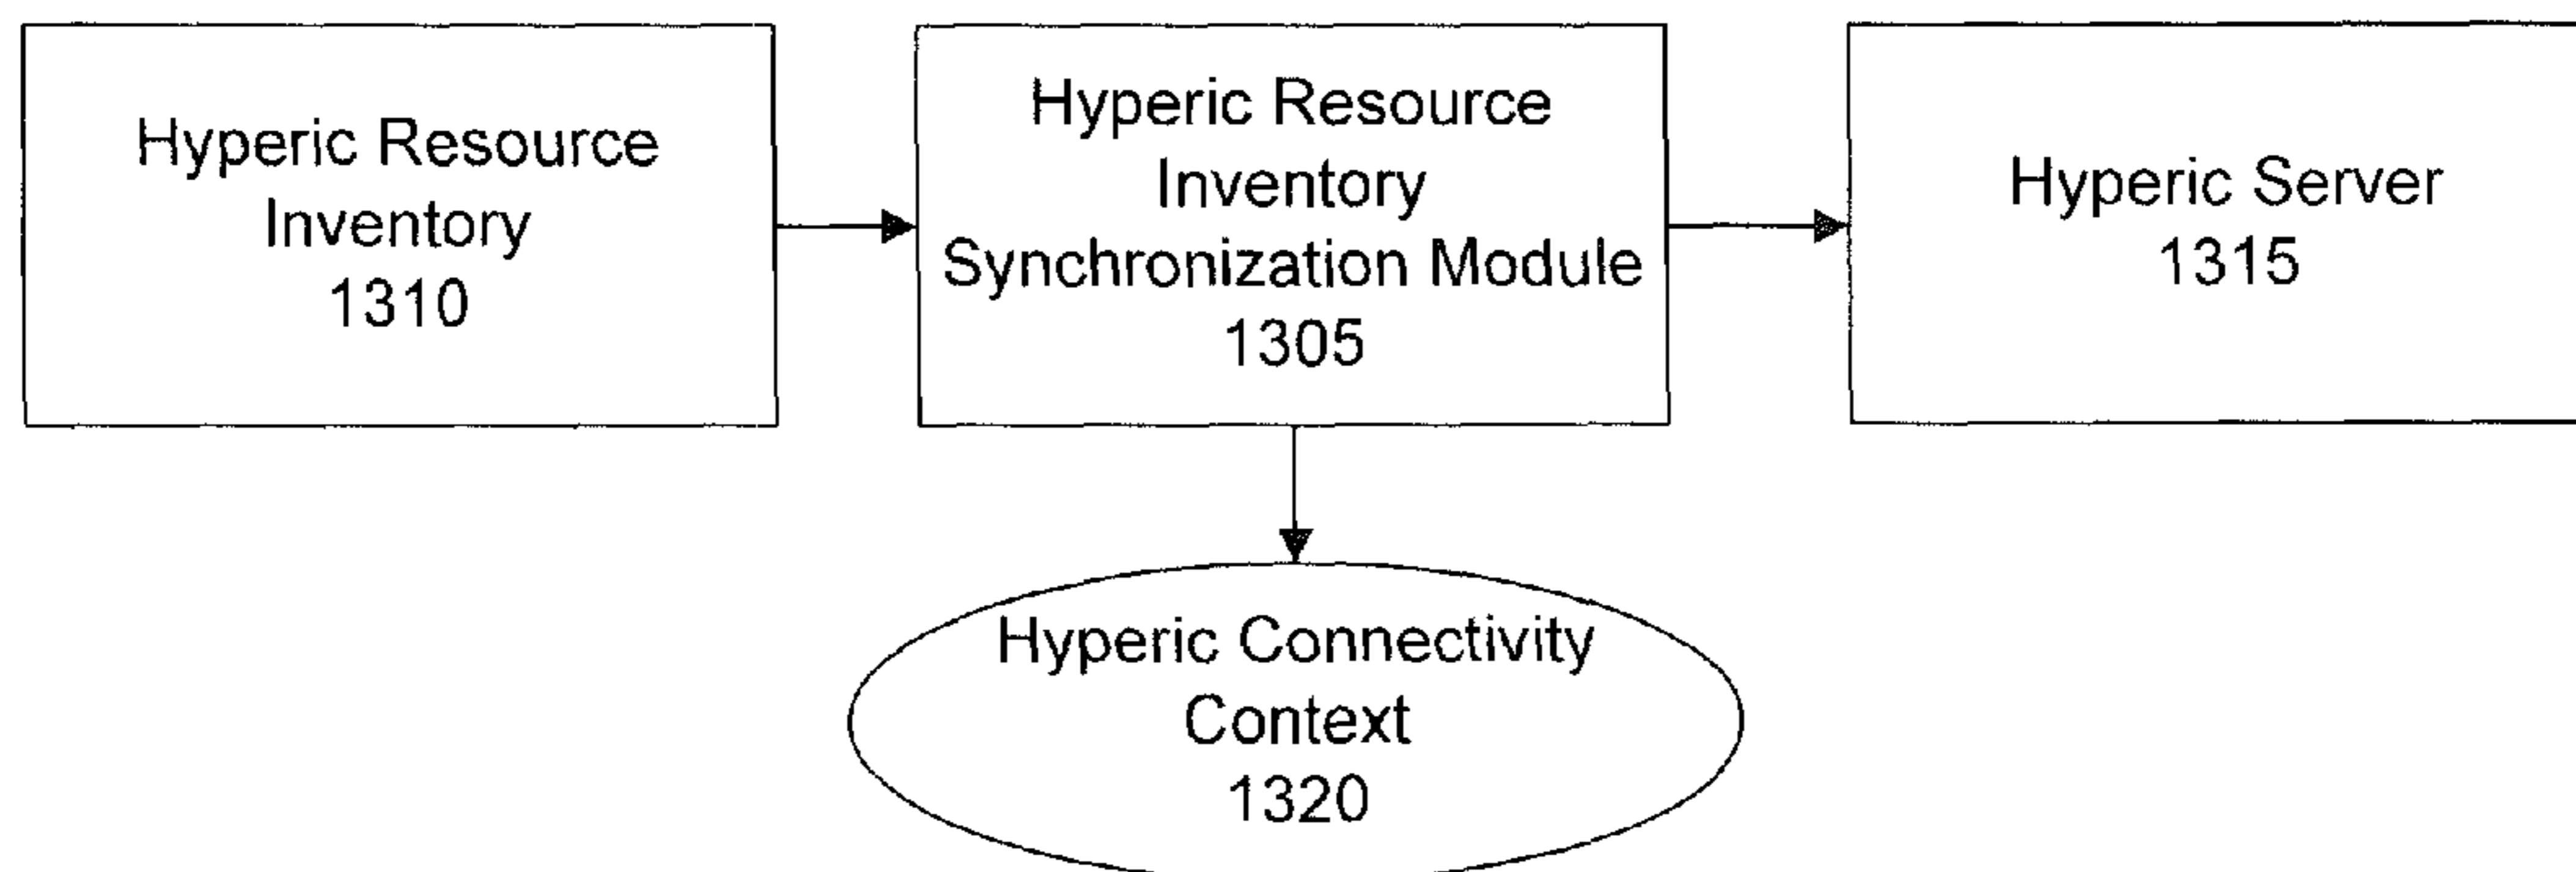 Hyperic Resource
Inventory
1310
Hyperic Resource
Inventory
Synchronization Module
1305
Hyperic Server
1315
Hyperic Connectivity
Context
1320